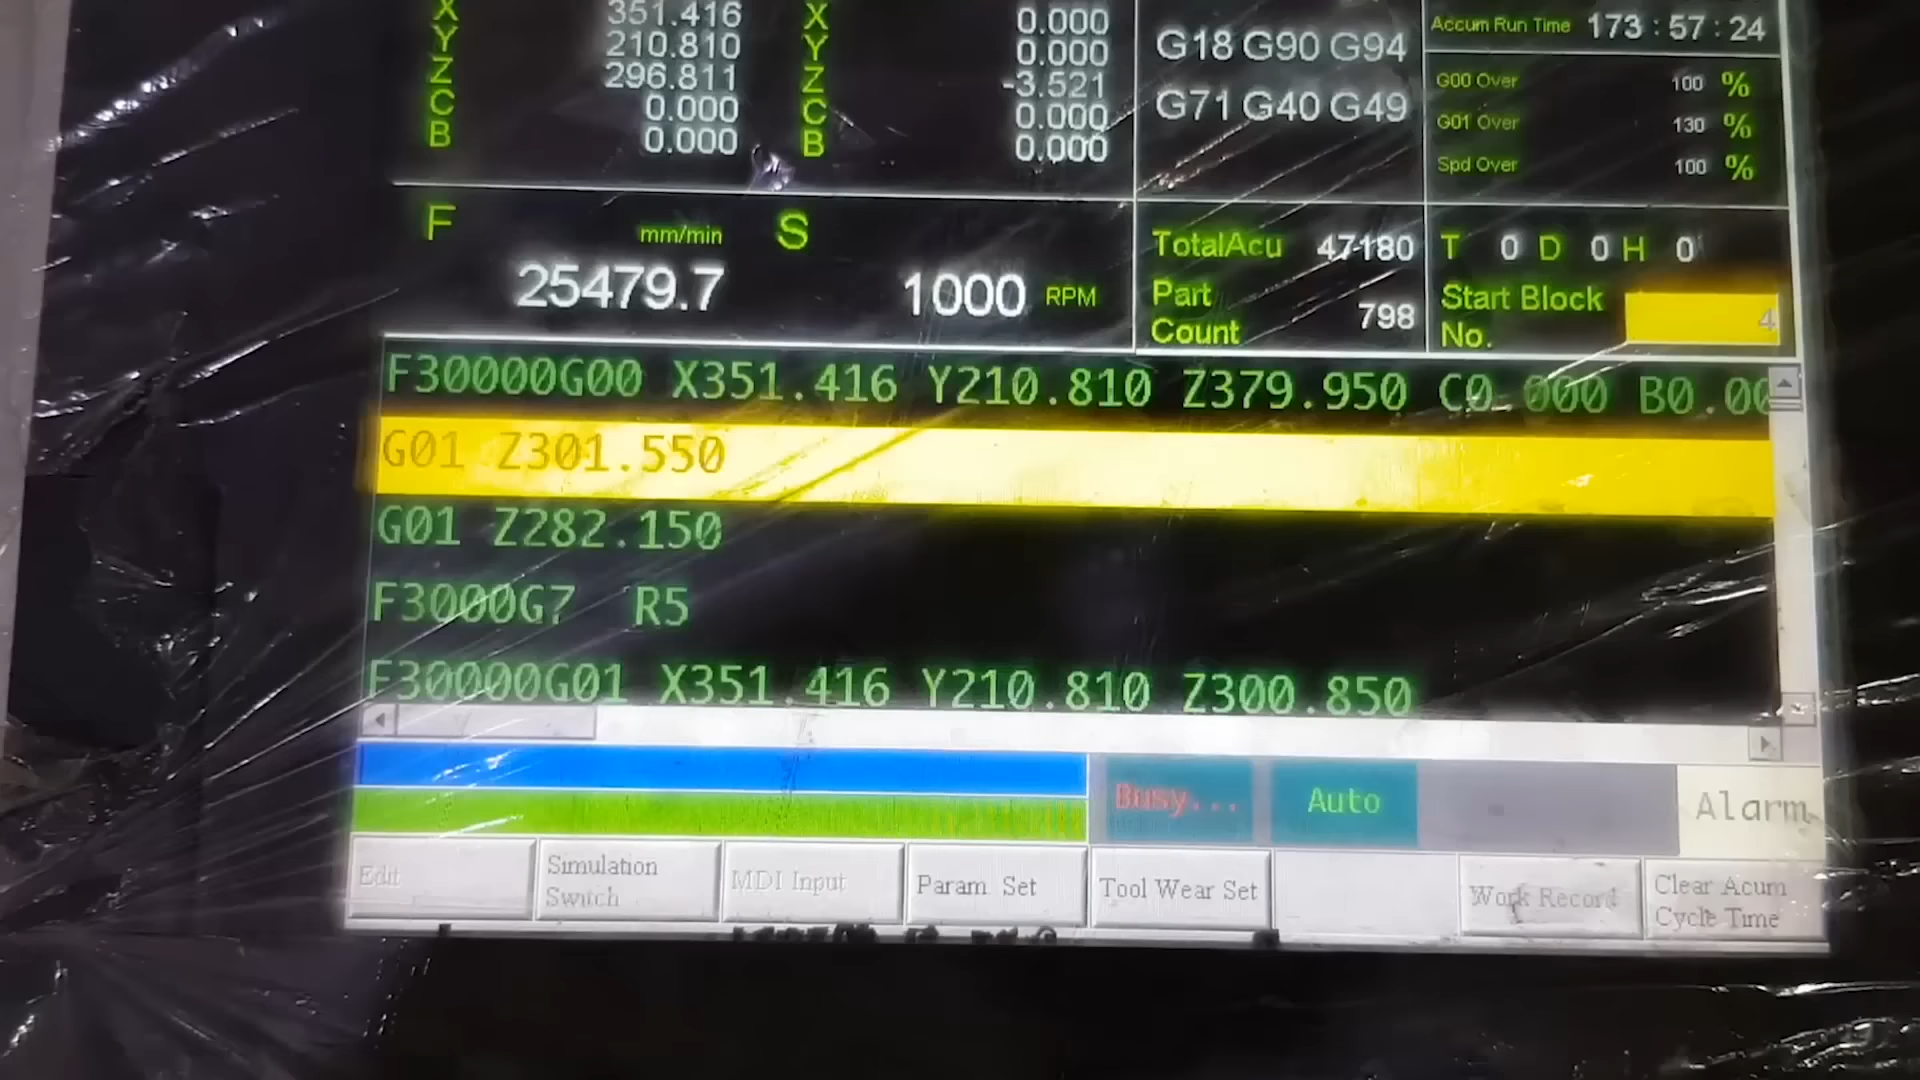 X 351.416 X 0.000
Y 210.810 Y 0.000
Z 296.811 Z -3.521
C 0.000 C 0.000
B 0.000 B 0.000
G18 G90 G94
G71 G40 G49
Accum Run Time 173 : 57 : 24
G00 Over 100 %
G01 Over 130 %
Spd Over 100 %
F mm/min S
25479.7 1000 RPM
TotalAcu 47180
Part Count 798
T 0 D 0 H 0
Start Block No. 4
F30000G00 X351.416 Y210.810 Z379.950 C0.000 B0.00
G01 Z301.550
G01 Z282.150
F3000G7 R5
F30000G01 X351.416 Y210.810 Z300.850
Busy... Auto Alarm
Edit
Simulation Switch
MDI Input
Param Set
Tool Wear Set
Work Record
Clear Acum Cycle Time